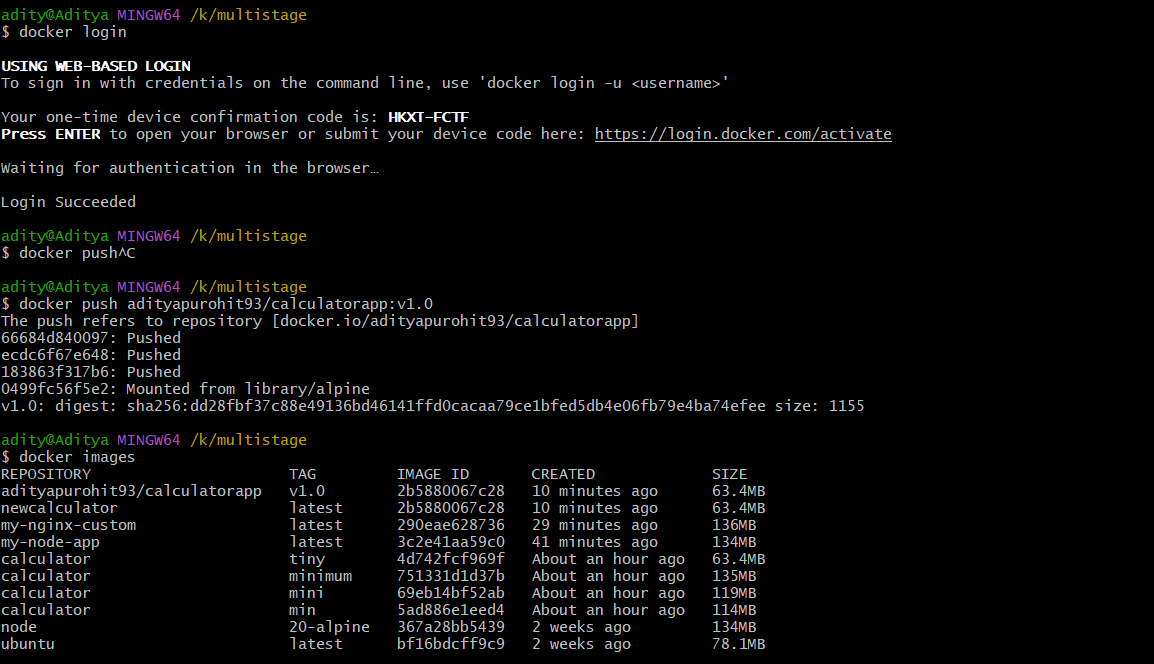 adity@Aditya MINGW64 /k/multistage
$ docker login
USING WEB-BASED LOGIN
To sign in with credentials on the command line, use 'docker login -u <username>'
Your one-time device confirmation code is: HKXT-FCTF
Press ENTER to open your browser or submit your device code here: https://login.docker.com/activate
Waiting for authentication in the browser…
Login Succeeded
adity@Aditya MINGW64 /k/multistage
$ docker push^C
adity@Aditya MINGW64 /k/multistage
$ docker push adityapurohit93/calculatorapp:v1.0
The push refers to repository [docker.io/adityapurohit93/calculatorapp]
66684d840097: Pushed
ecdc6f67e648: Pushed
183863f317b6: Pushed
0499fc56f5e2: Mounted from library/alpine
v1.0: digest: sha256:dd28fbf37c88e49136bd46141ffd0cacaa79ce1bfed5db4e06fb79e4ba74efee size: 1155
adity@Aditya MINGW64 /k/multistage
$ docker images
REPOSITORY                      TAG         IMAGE ID       CREATED             SIZE
adityapurohit93/calculatorapp   v1.0        2b5880067c28   10 minutes ago      63.4MB
newcalculator                   latest      2b5880067c28   10 minutes ago      63.4MB
my-nginx-custom                 latest      290eae628736   29 minutes ago      136MB
my-node-app                     latest      3c2e41aa59c0   41 minutes ago      134MB
calculator                      tiny        4d742fcf969f   About an hour ago   63.4MB
calculator                      minimum     751331d1d37b   About an hour ago   135MB
calculator                      mini        69eb14bf52ab   About an hour ago   119MB
calculator                      min         5ad886e1eed4   About an hour ago   114MB
node                            20-alpine   367a28bb5439   2 weeks ago         134MB
ubuntu                          latest      bf16bdcff9c9   2 weeks ago         78.1MB